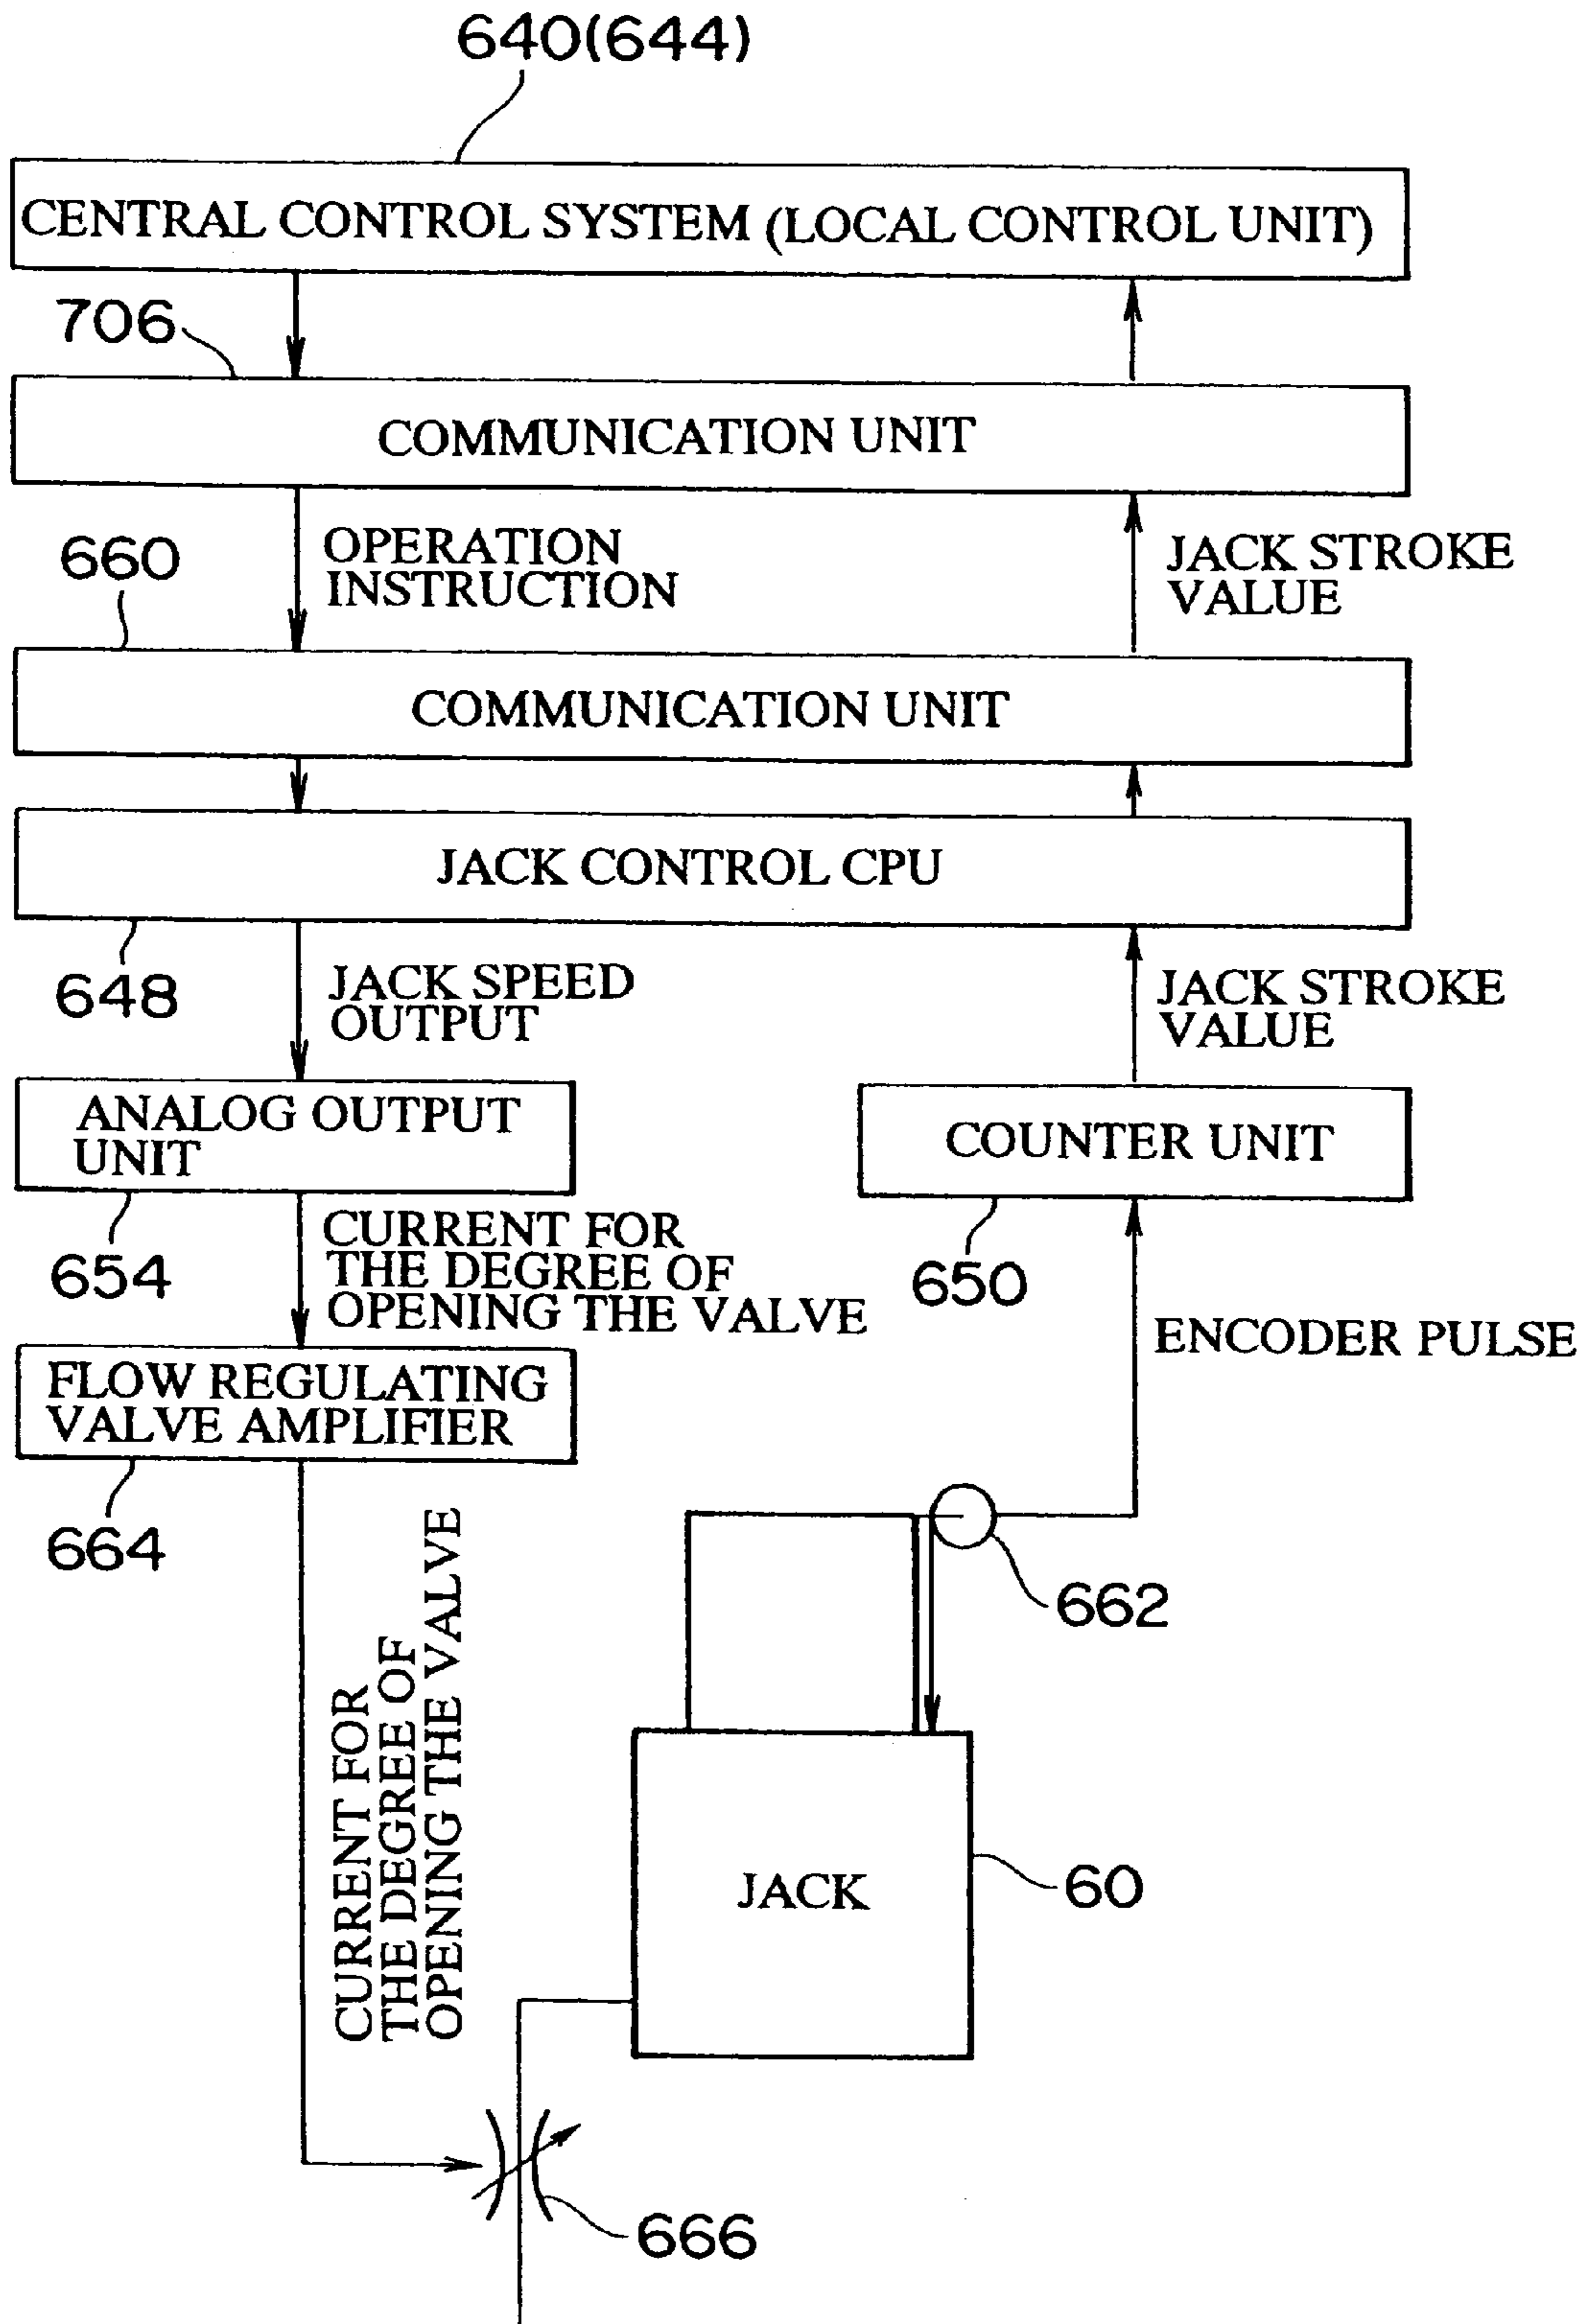 640(644)
CENTRAL CONTROL SYSTEM (LOCAL CONTROL UNIT)
706
COMMUNICATION UNIT
660
OPERATION
INSTRUCTION
JACK STROKE
VALUE
COMMUNICATION UNIT
JACK CONTROL CPU
648
JACK SPEED
OUTPUT
JACK STROKE
VALUE
ANALOG OUTPUT
UNIT
COUNTER UNIT
654
CURRENT FOR
THE DEGREE OF
OPENING THE VALVE
650
ENCODER PULSE
FLOW REGULATING
VALVE AMPLIFIER
664
CURRENT FOR
THE DEGREE OF
OPENING THE VALVE
662
JACK
60
666